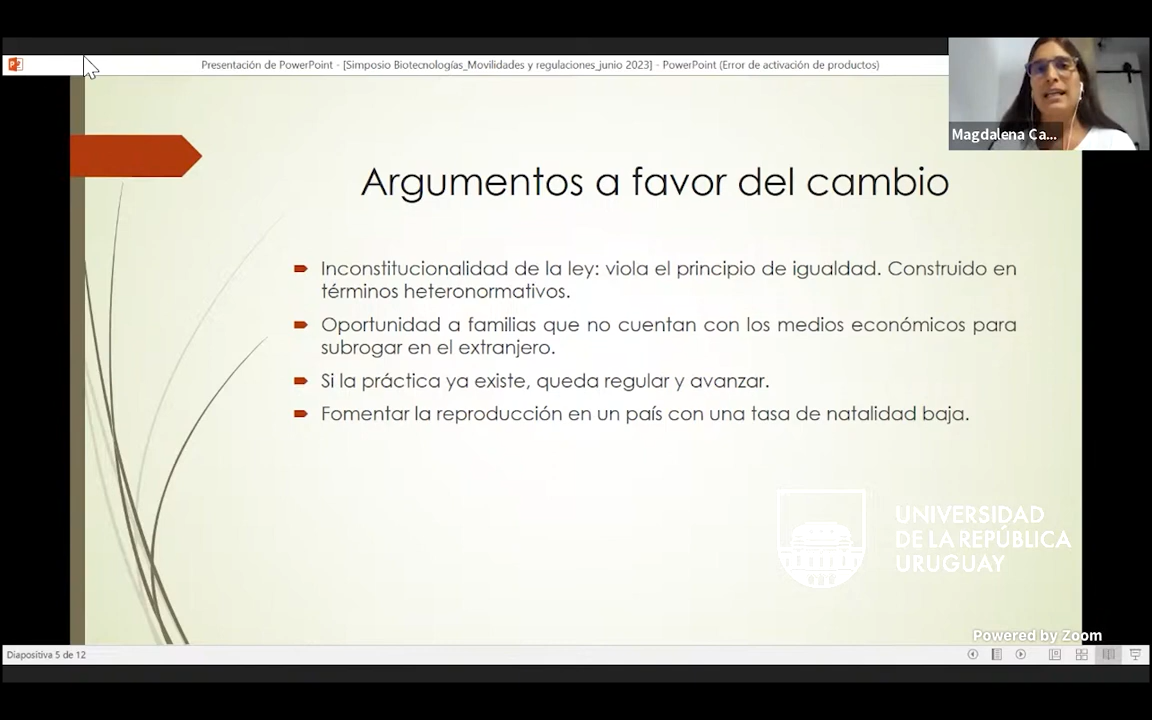 Presentación de PowerPoint - [Simposio Biotecnologías_Movilidades y regulaciones_junio 2023] - PowerPoint (Error de activación de productos)
Magdalena Ca...
Argumentos a favor del cambio
Inconstitucionalidad de la ley: viola el principio de igualdad. Construido en
términos heteronormativos.
Oportunidad a familias que no cuentan con los medios económicos para
subrogar en el extranjero.
Si la práctica ya existe, queda regular y avanzar.
Fomentar la reproducción en un país con una tasa de natalidad baja.
UNIVERSIDAD
DE LA REPÚBLICA
URUGUAY
Powered by Zoom
Diapositiva 5 de 12